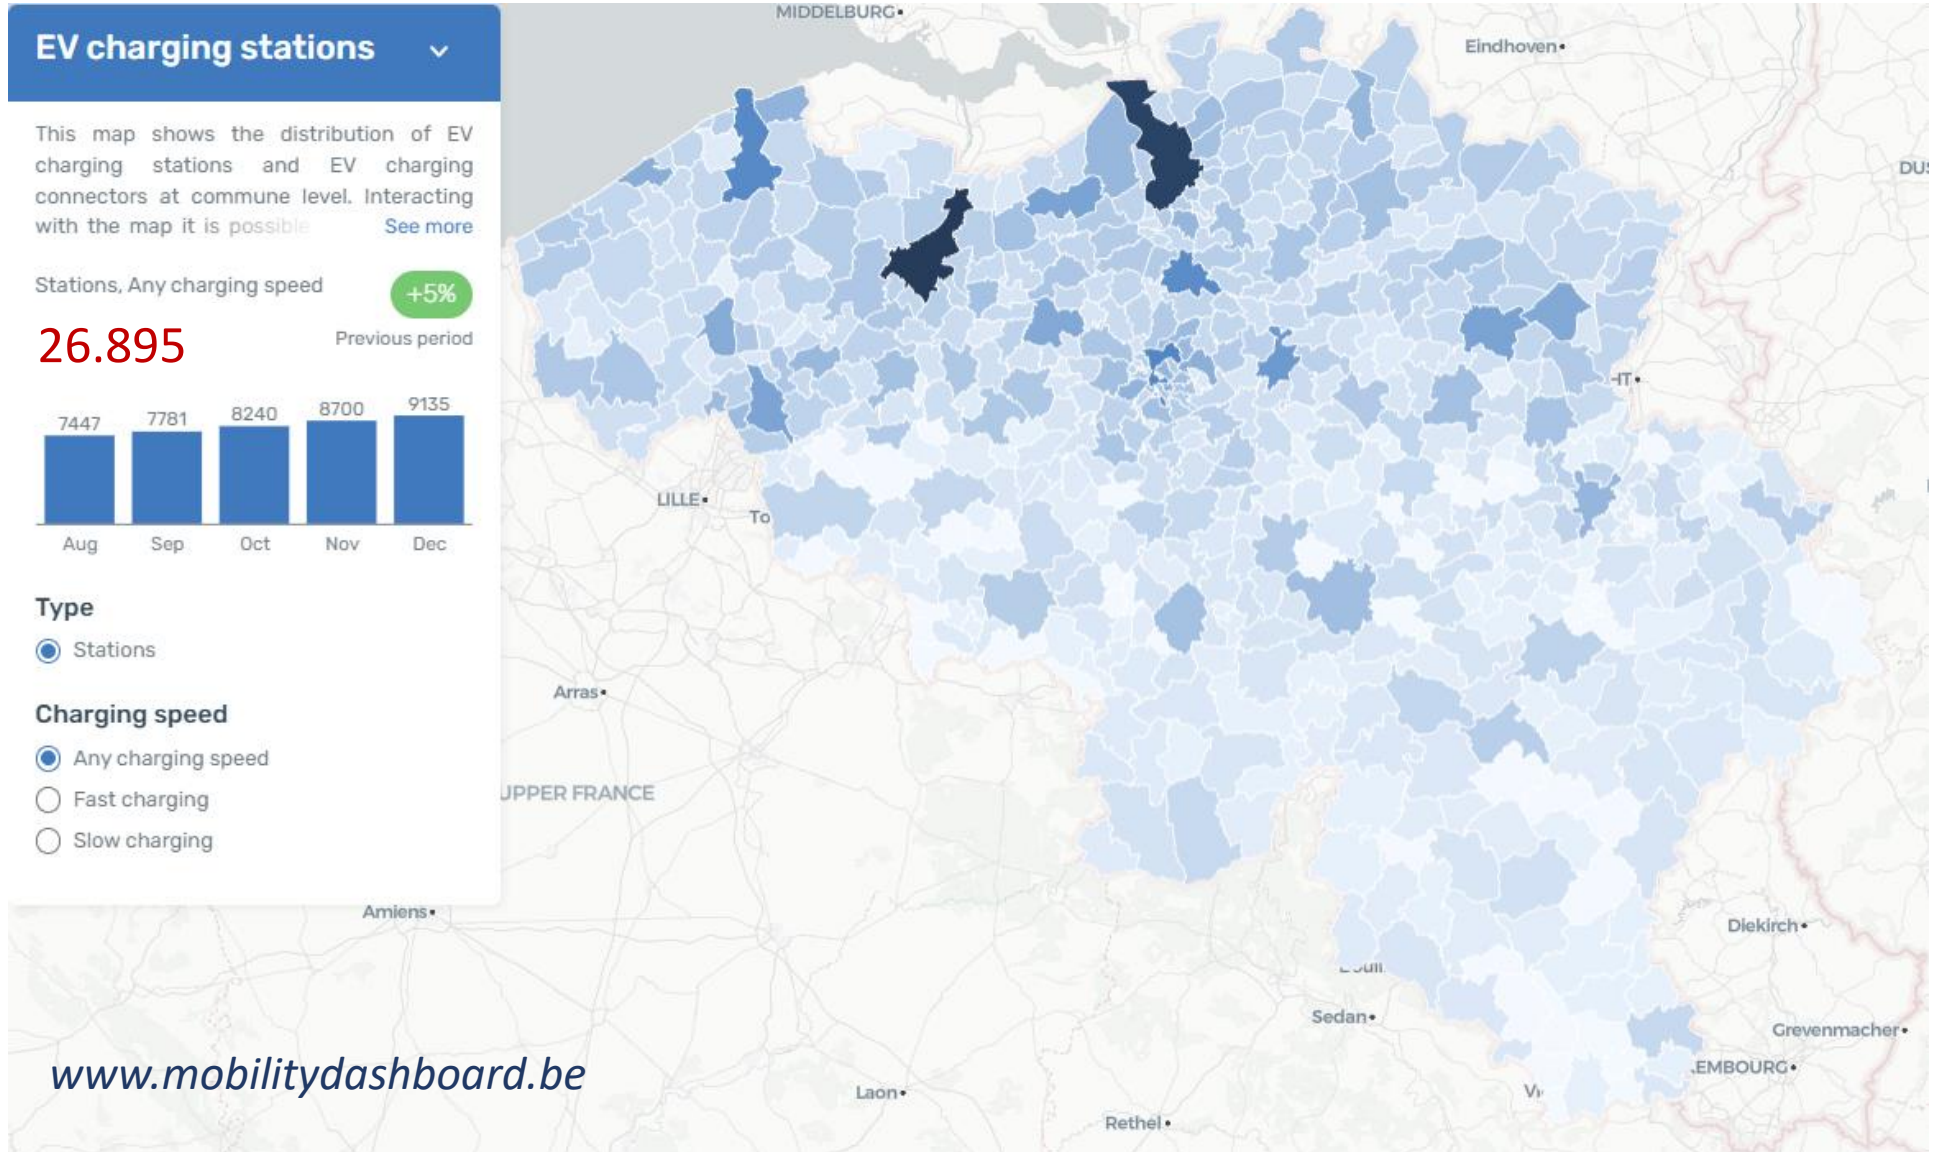 MIDDELBURG
Eindhoven
EV charging stations
This map shows the distribution of EV
charging stations and EV charging
connectors at commune level. Interacting
with the map it is possible See more
Stations, Any charging speed
+5%
26.895
Previous period
7447 7781 8240 8700 9135
Aug Sep Oct Nov Dec
LILLE
To
Type
Stations
Charging speed
Any charging speed
Fast charging
Slow charging
Arras
UPPER FRANCE
Amiens
Diekirch
Sedan
Grevenmacher
EMBOURG
www.mobilitydashboard.be
Laon
Rethel